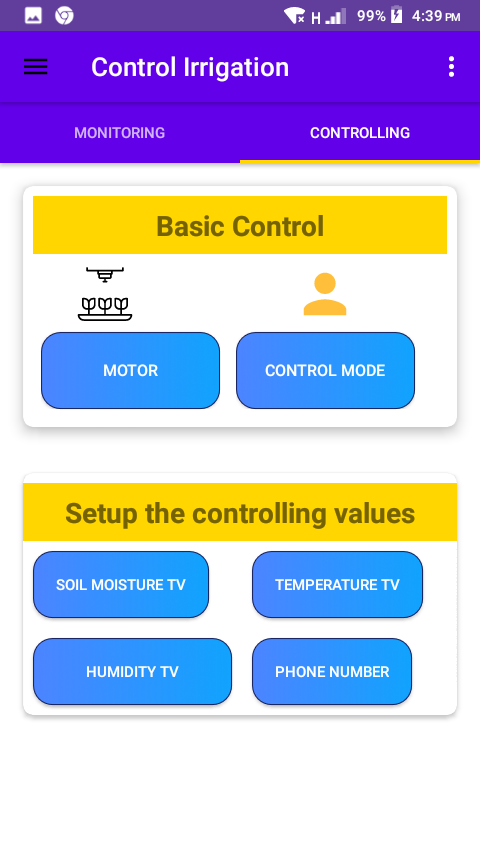 H 99% 4:39 PM
Control Irrigation
MONITORING CONTROLLING
Basic Control
MOTOR CONTROL MODE
Setup the controlling values
SOIL MOISTURE TV TEMPERATURE TV
HUMIDITY TV PHONE NUMBER